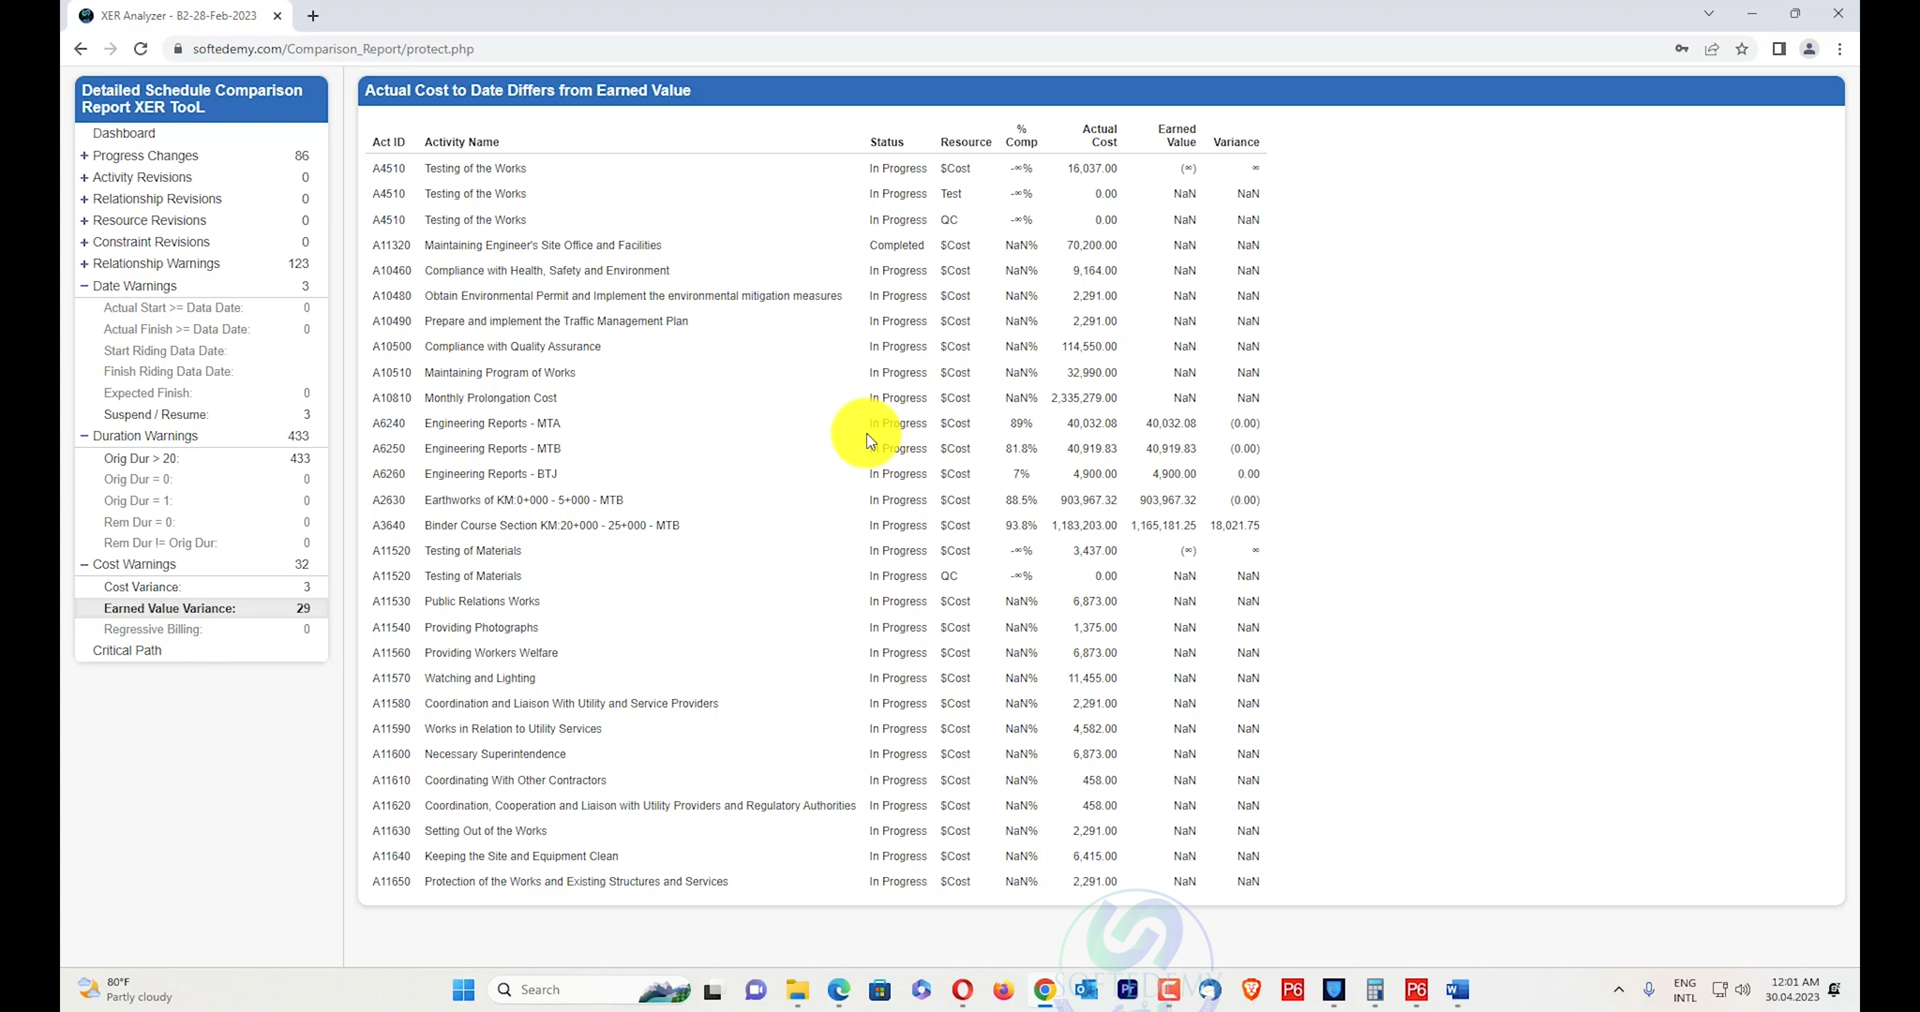 XER Analyzer - B2-28-Feb-2023
softedemy.com/Comparison_Report/protect.php
Detailed Schedule Comparison
Report XER TooL
Dashboard
+ Progress Changes 86
+ Activity Revisions 0
+ Relationship Revisions 0
+ Resource Revisions 0
+ Constraint Revisions 0
+ Relationship Warnings 123
− Date Warnings 3
Actual Start >= Data Date: 0
Actual Finish >= Data Date: 0
Start Riding Data Date:
Finish Riding Data Date:
Expected Finish: 0
Suspend / Resume: 3
− Duration Warnings 433
Orig Dur > 20: 433
Orig Dur = 0: 0
Orig Dur = 1: 0
Rem Dur = 0: 0
Rem Dur != Orig Dur: 0
− Cost Warnings 32
Cost Variance: 3
Earned Value Variance: 29
Regressive Billing: 0
Critical Path
Actual Cost to Date Differs from Earned Value
% Actual Earned
Act ID Activity Name Status Resource Comp Cost Value Variance
A4510 Testing of the Works In Progress $Cost -∞% 16,037.00 (∞) ∞
A4510 Testing of the Works In Progress Test -∞% 0.00 NaN NaN
A4510 Testing of the Works In Progress QC -∞% 0.00 NaN NaN
A11320 Maintaining Engineer's Site Office and Facilities Completed $Cost NaN% 70,200.00 NaN NaN
A10460 Compliance with Health, Safety and Environment In Progress $Cost NaN% 9,164.00 NaN NaN
A10480 Obtain Environmental Permit and Implement the environmental mitigation measures In Progress $Cost NaN% 2,291.00 NaN NaN
A10490 Prepare and implement the Traffic Management Plan In Progress $Cost NaN% 2,291.00 NaN NaN
A10500 Compliance with Quality Assurance In Progress $Cost NaN% 114,550.00 NaN NaN
A10510 Maintaining Program of Works In Progress $Cost NaN% 32,990.00 NaN NaN
A10810 Monthly Prolongation Cost In Progress $Cost NaN% 2,335,279.00 NaN NaN
A6240 Engineering Reports - MTA In Progress $Cost 89% 40,032.08 40,032.08 (0.00)
A6250 Engineering Reports - MTB In Progress $Cost 81.8% 40,919.83 40,919.83 (0.00)
A6260 Engineering Reports - BTJ In Progress $Cost 7% 4,900.00 4,900.00 0.00
A2630 Earthworks of KM:0+000 - 5+000 - MTB In Progress $Cost 88.5% 903,967.32 903,967.32 (0.00)
A3640 Binder Course Section KM:20+000 - 25+000 - MTB In Progress $Cost 93.8% 1,183,203.00 1,165,181.25 18,021.75
A11520 Testing of Materials In Progress $Cost -∞% 3,437.00 (∞) ∞
A11520 Testing of Materials In Progress QC -∞% 0.00 NaN NaN
A11530 Public Relations Works In Progress $Cost NaN% 6,873.00 NaN NaN
A11540 Providing Photographs In Progress $Cost NaN% 1,375.00 NaN NaN
A11560 Providing Workers Welfare In Progress $Cost NaN% 6,873.00 NaN NaN
A11570 Watching and Lighting In Progress $Cost NaN% 11,455.00 NaN NaN
A11580 Coordination and Liaison With Utility and Service Providers In Progress $Cost NaN% 2,291.00 NaN NaN
A11590 Works in Relation to Utility Services In Progress $Cost NaN% 4,582.00 NaN NaN
A11600 Necessary Superintendence In Progress $Cost NaN% 6,873.00 NaN NaN
A11610 Coordinating With Other Contractors In Progress $Cost NaN% 458.00 NaN NaN
A11620 Coordination, Cooperation and Liaison with Utility Providers and Regulatory Authorities In Progress $Cost NaN% 458.00 NaN NaN
A11630 Setting Out of the Works In Progress $Cost NaN% 2,291.00 NaN NaN
A11640 Keeping the Site and Equipment Clean In Progress $Cost NaN% 6,415.00 NaN NaN
A11650 Protection of the Works and Existing Structures and Services In Progress $Cost NaN% 2,291.00 NaN NaN
SOFTEDEMY
80°F
Partly cloudy
Search
Pr
P6
P6
W
ENG
INTL
12:01 AM
30.04.2023